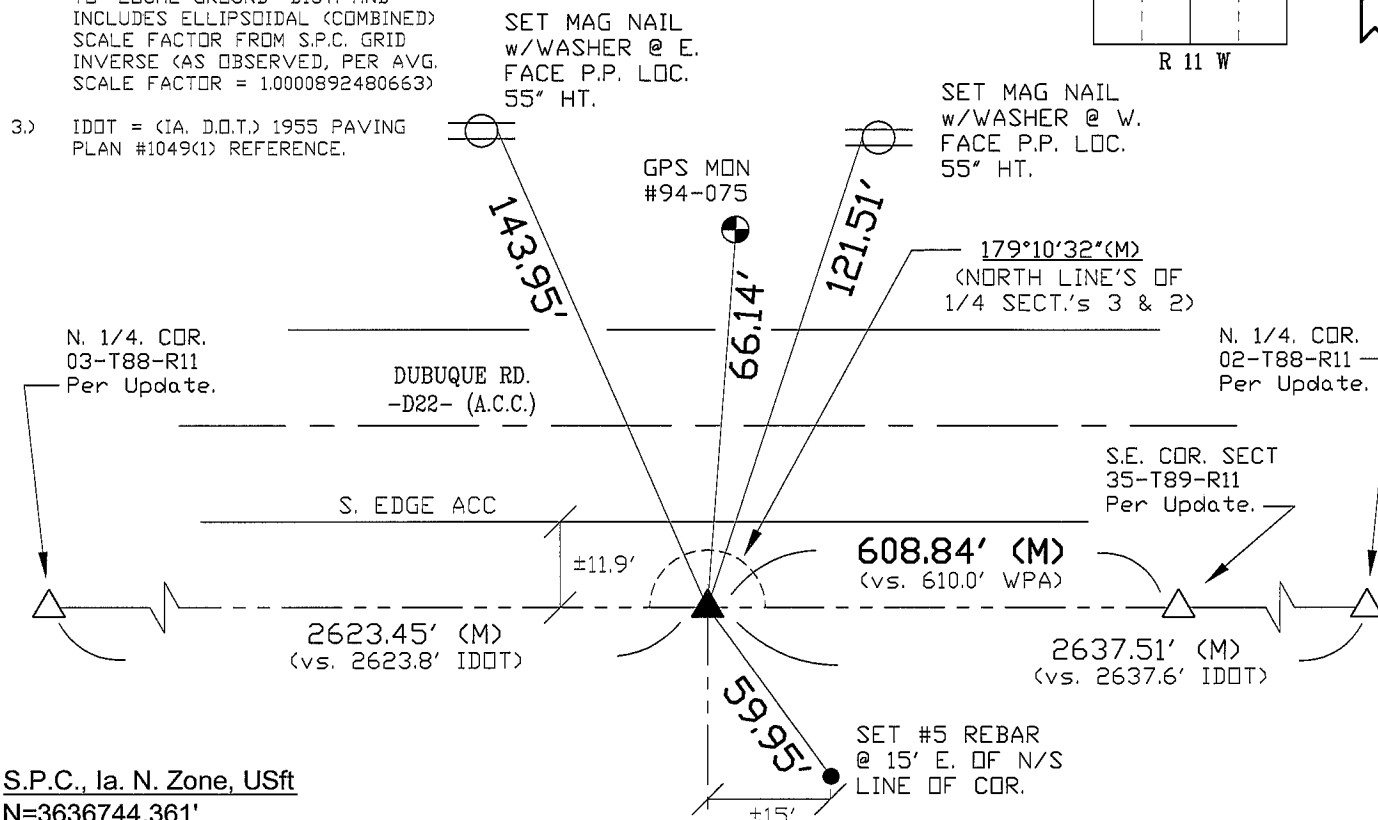 INCLUDES ELLIPSOIDAL (COMBINED)
SCALE FACTOR FROM S.P.C. GRID
INVERSE (AS OBSERVED, PER AVG.
SCALE FACTOR = 1.0000892480663)
3.) IDOT = (IA. D.O.T.) 1955 PAVING
PLAN #1049(1) REFERENCE.
SET MAG NAIL
w/WASHER @ E.
FACE P.P. LOC.
55" HT.
R 11 W
SET MAG NAIL
w/WASHER @ W.
FACE P.P. LOC.
55" HT.
GPS MON
#94-075
143.95'
66.14'
121.51'
179°10'32"(M)
(NORTH LINE'S OF
1/4 SECT.'s 3 & 2)
N. 1/4. COR.
03-T88-R11
Per Update.
DUBUQUE RD.
-D22- (A.C.C.)
N. 1/4. COR.
02-T88-R11
Per Update.
S.E. COR. SECT
35-T89-R11
Per Update.
S. EDGE ACC
±11.9'
608.84' (M)
(vs. 610.0' WPA)
2623.45' (M)
(vs. 2623.8' IDOT)
2637.51' (M)
(vs. 2637.6' IDOT)
59.95'
SET #5 REBAR
@ 15' E. OF N/S
LINE OF COR.
±15'
S.P.C., Ia. N. Zone, USft
N=3636744.361'